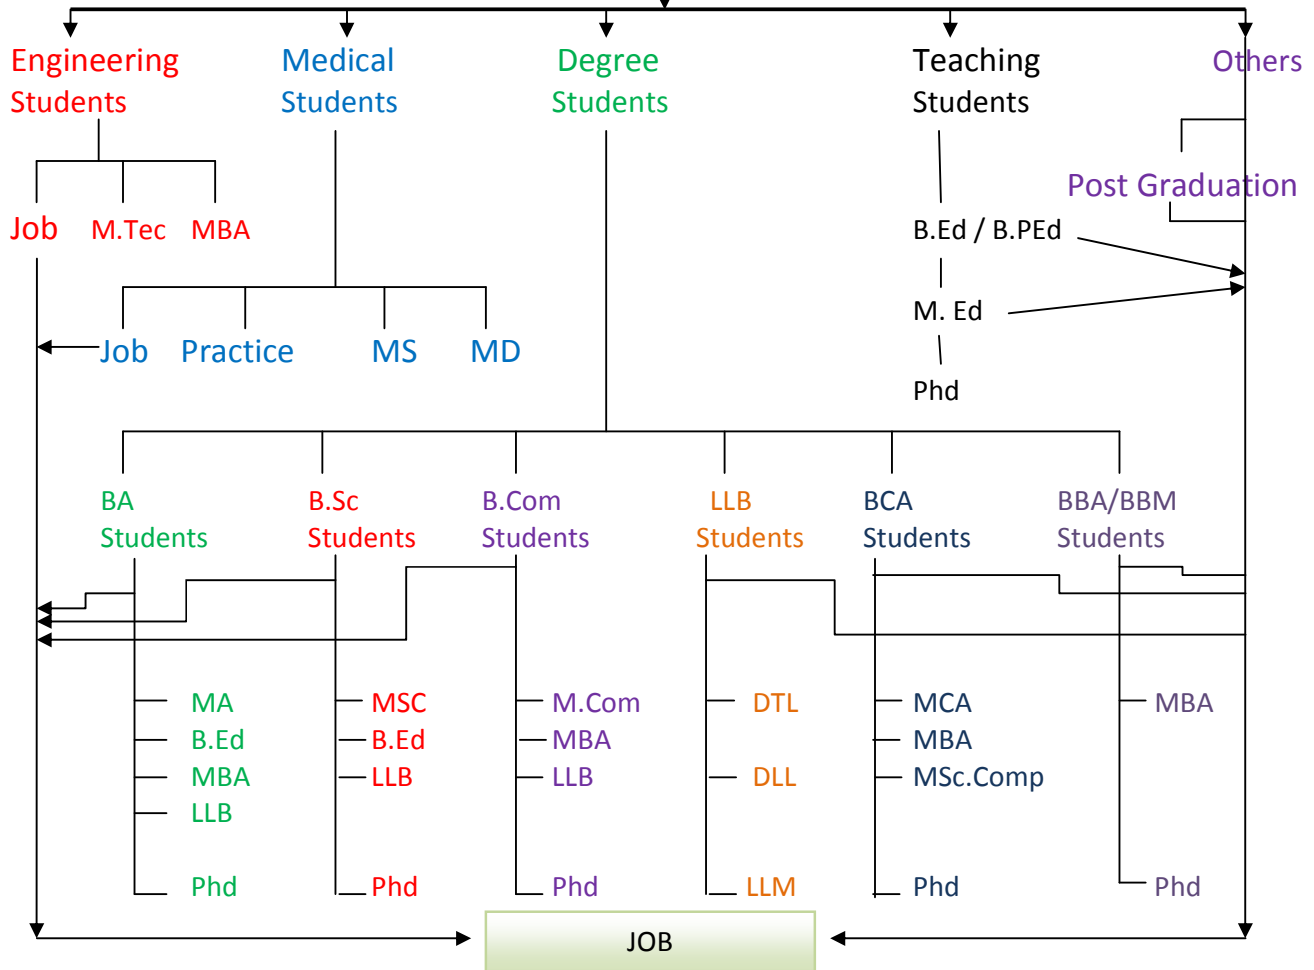 Engineering Students
Medical Students
Degree Students
Teaching Students
Others
Post Graduation
Job M.Tec MBA
B.Ed / B.PEd
M. Ed
Phd
Job Practice MS MD
BA Students
B.Sc Students
B.Com Students
LLB Students
BCA Students
BBA/BBM Students
MA
B.Ed
MBA
LLB
Phd
MSC
B.Ed
LLB
Phd
M.Com
MBA
LLB
Phd
DTL
DLL
LLM
MCA
MBA
MSc.Comp
Phd
MBA
Phd
JOB